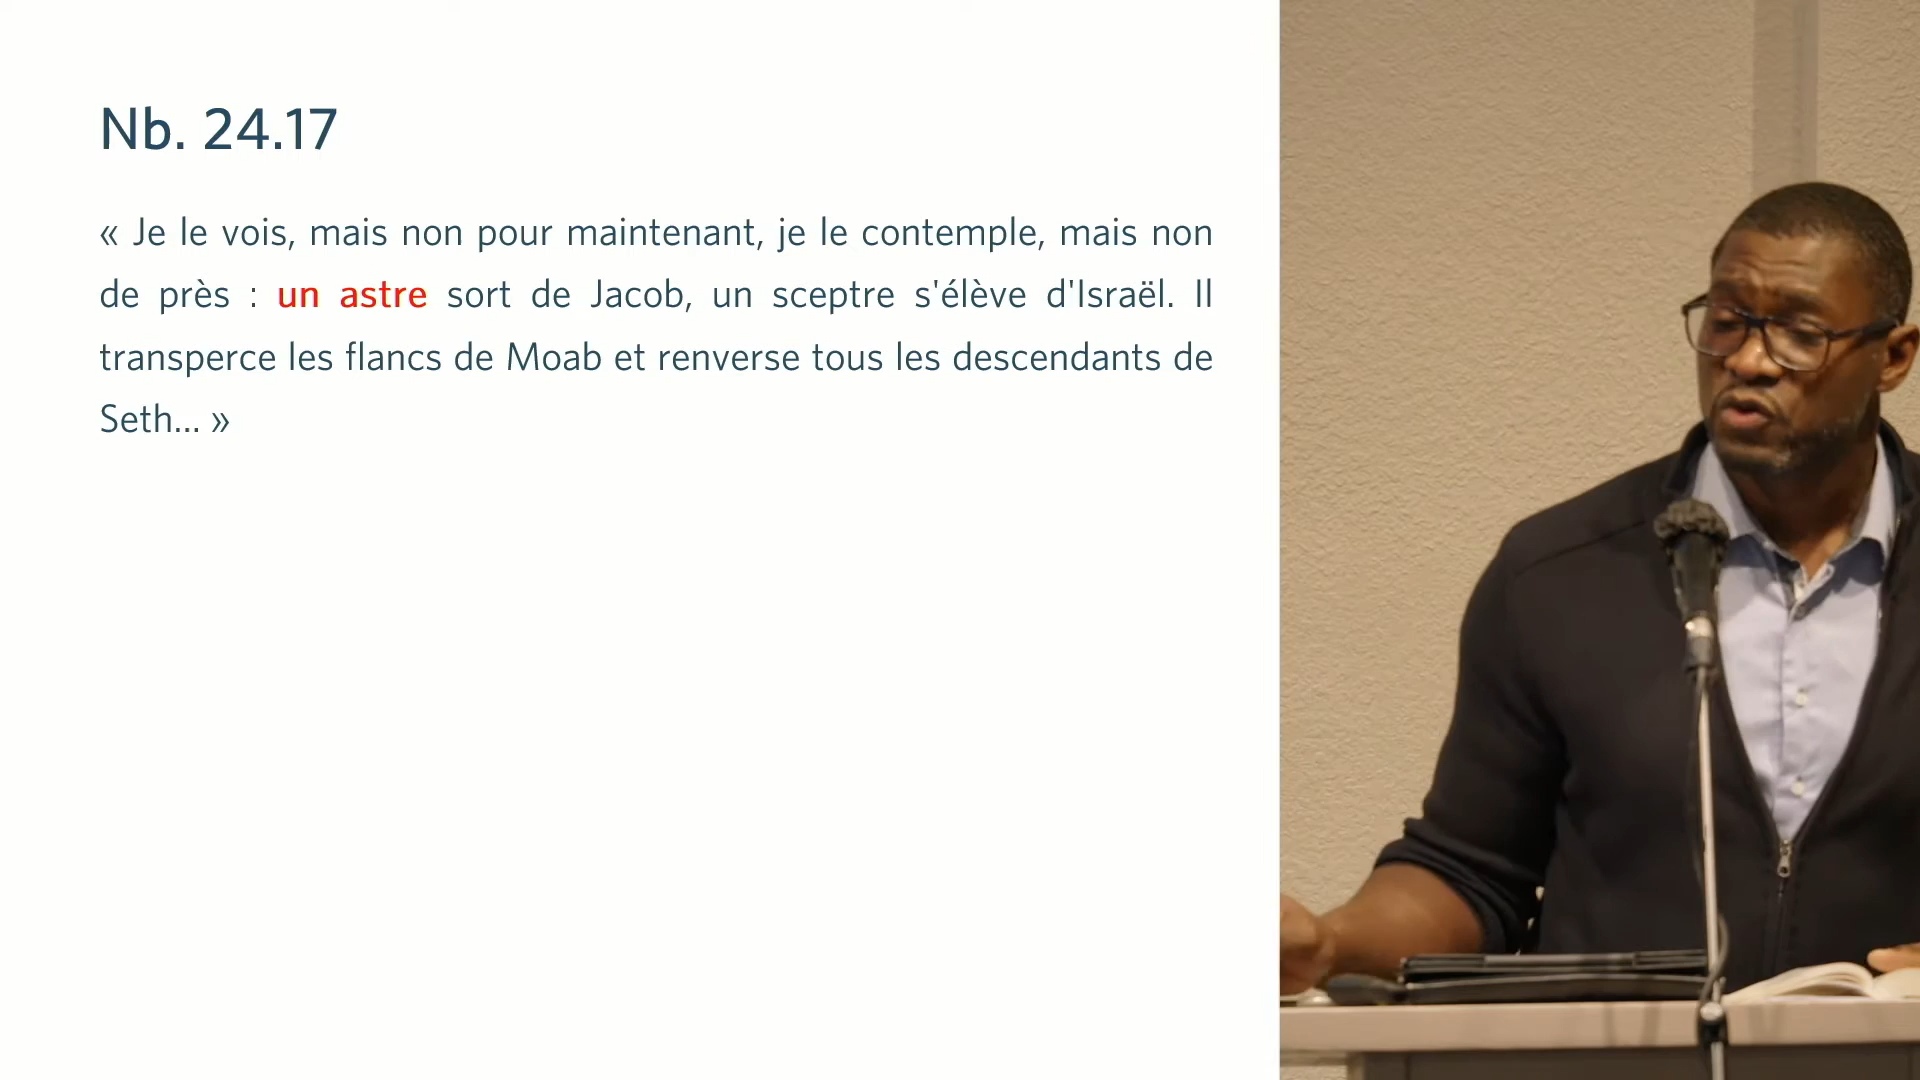 Nb. 24.17
« Je le vois, mais non pour maintenant, je le contemple, mais non
de près : un astre sort de Jacob, un sceptre s'élève d'Israël. Il
transperce les flancs de Moab et renverse tous les descendants de
Seth... »